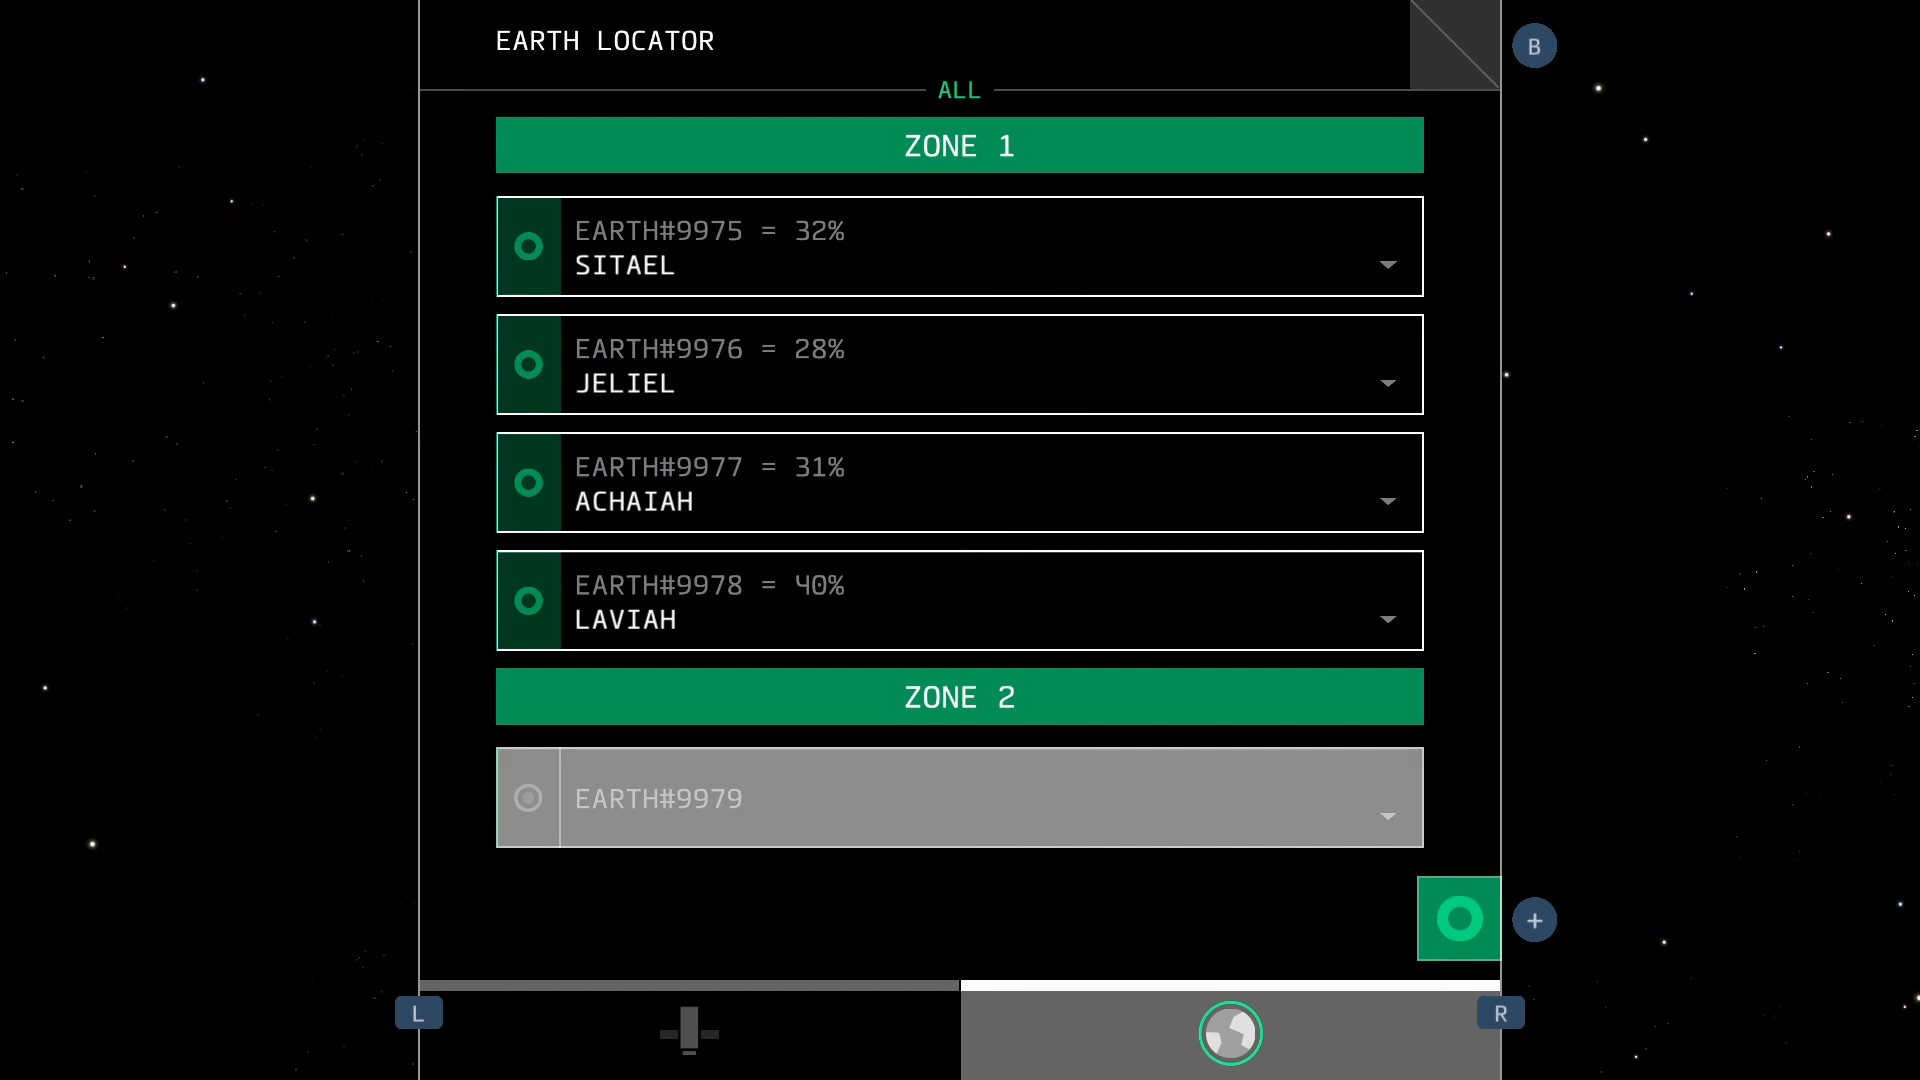 EARTH LOCATOR
B
ALL
ZONE 1
EARTH#9975 = 32%
SITAEL
EARTH#9976 = 28%
JELIEL
EARTH#9977 = 31%
ACHAIAH
EARTH#9978 = 40%
LAVIAH
ZONE 2
EARTH#9979
+
L
R